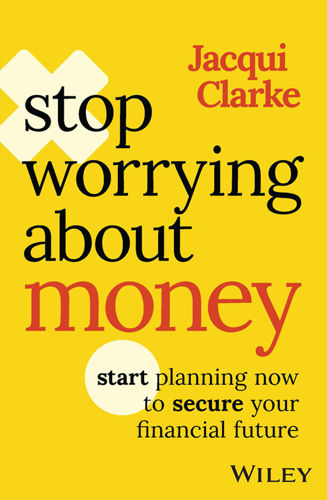 Jacqui
Clarke
stop
worrying
about
money
start planning now
to secure your
financial future
WILEY